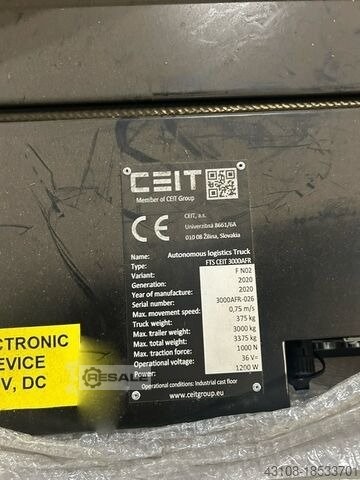 CEIT
Member of CEIT Group
CE
CEIT, a.s.
Univerzitná 8661/6A
010 08 Žilina, Slovakia
Name: Autonomous logistics Truck
Type: FTS CEIT 3000AFR
Variant: F N02
Generation: 2020
Year of manufacture: 2020
Serial number: 3000AFR-026
Max. movement speed: 0,75 m/s
Truck weight: 375 kg
Max. trailer weight: 3000 kg
Max. total weight: 3375 kg
Max. traction force: 1000 N
Operational voltage: 36 V=
Power: 1200 W
Operational conditions: Industrial cast floor
www.ceitgroup.eu
CTRONIC
EVICE
V, DC
RESALE
43108-18533701